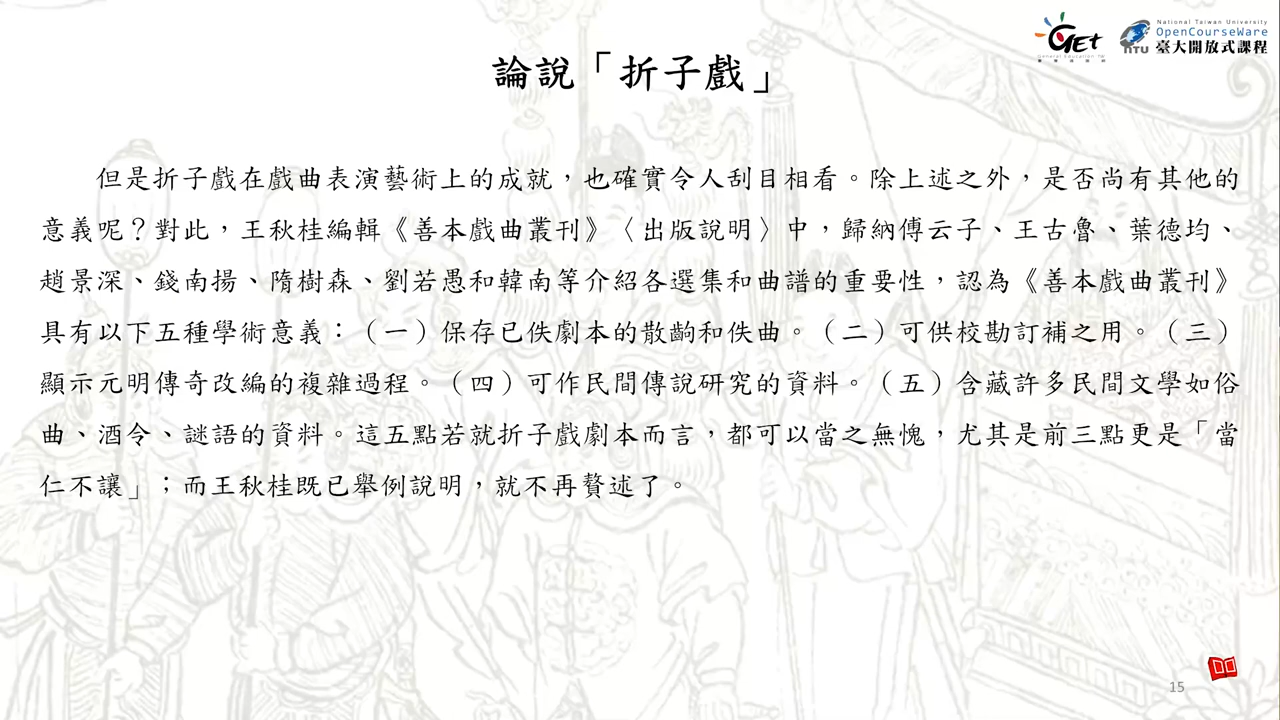 GET
General Education TW
National Taiwan University
OpenCourseWare
NTU 臺大開放式課程
論說「折子戲」
但是折子戲在戲曲表演藝術上的成就，也確實令人刮目相看。除上述之外，是否尚有其他的
意義呢？對此，王秋桂編輯《善本戲曲叢刊》〈出版說明〉中，歸納傅云子、王古魯、葉德均、
趙景深、錢南揚、隋樹森、劉若愚和韓南等介紹各選集和曲譜的重要性，認為《善本戲曲叢刊》
具有以下五種學術意義：（一）保存已佚劇本的散齣和佚曲。（二）可供校勘訂補之用。（三）
顯示元明傳奇改編的複雜過程。（四）可作民間傳說研究的資料。（五）含藏許多民間文學如俗
曲、酒令、謎語的資料。這五點若就折子戲劇本而言，都可以當之無愧，尤其是前三點更是「當
仁不讓」；而王秋桂既已舉例說明，就不再贅述了。
15